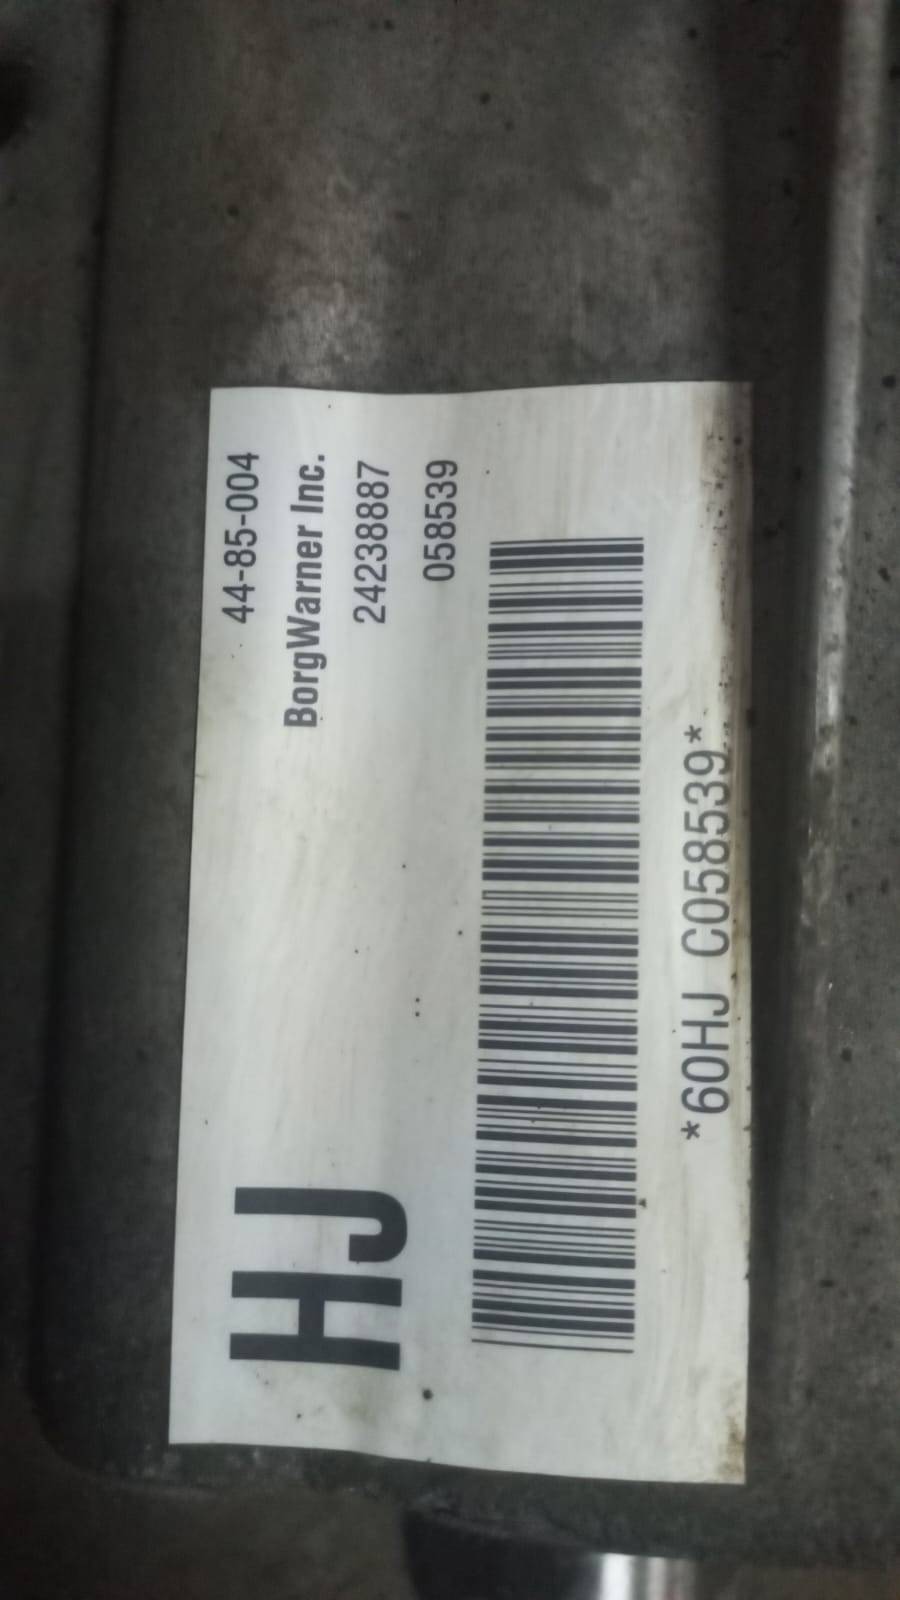 44-85-004
BorgWarner Inc.
24238887
058539
HJ
*60HJ C058539*